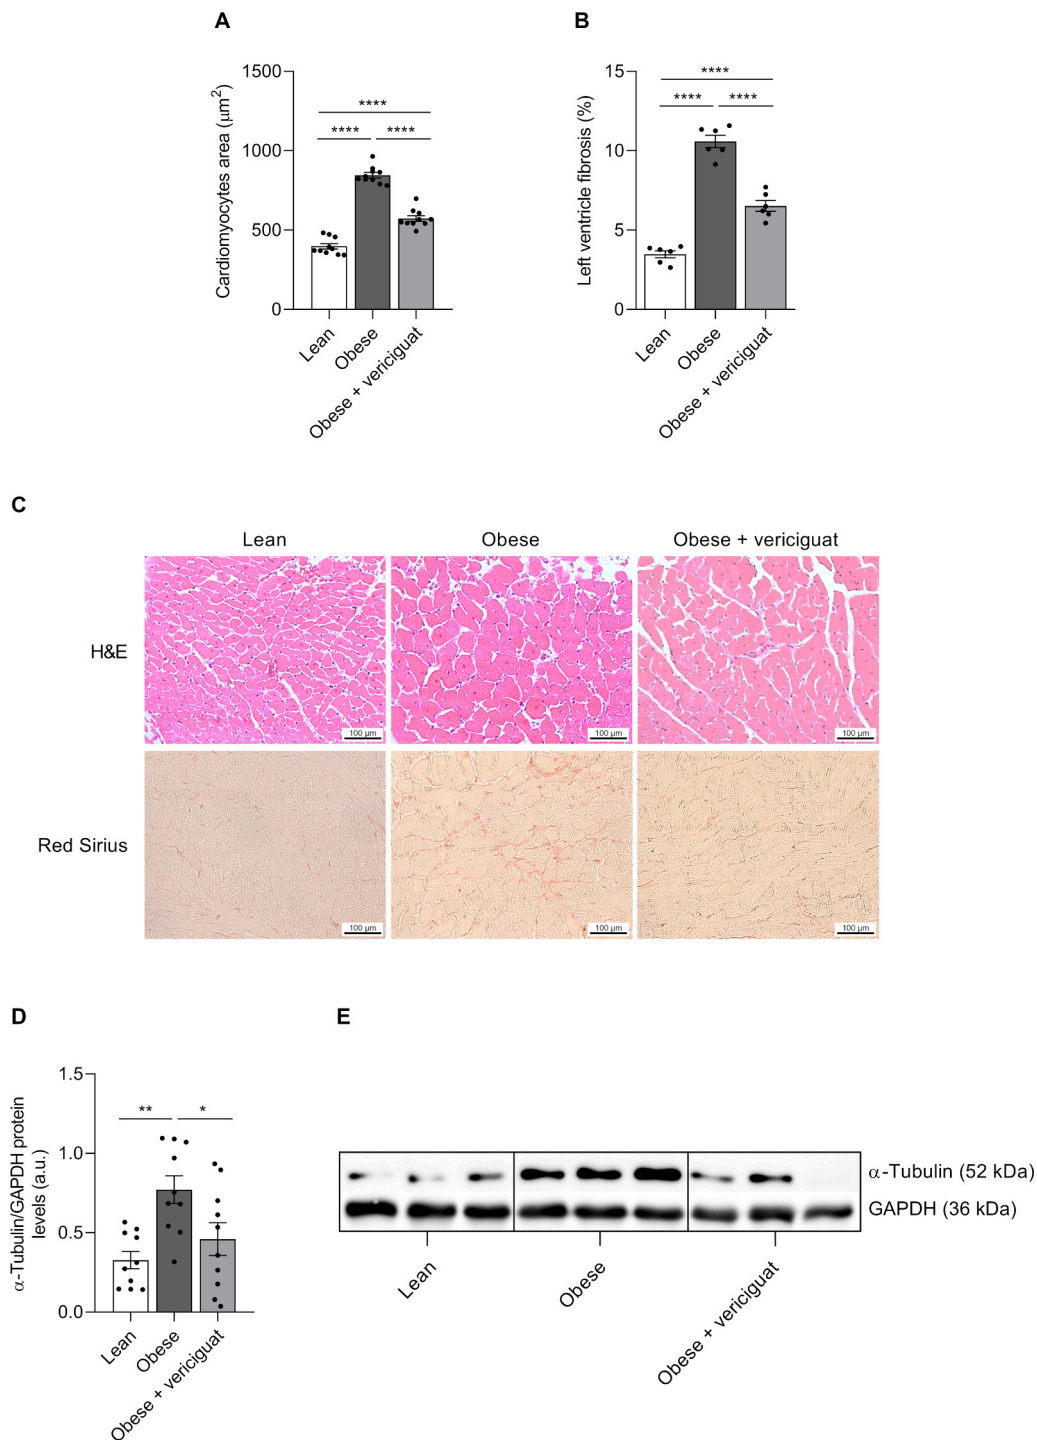 A
Cardiomyocytes area (μm²)
1500
1000
500
0
****
****
****
Lean
Obese
Obese + vericiguat
B
Left ventricle fibrosis (%)
15
10
5
0
****
****
****
Lean
Obese
Obese + vericiguat
C
Lean
Obese
Obese + vericiguat
H&E
100 µm
100 µm
100 µm
Red Sirius
100 µm
100 µm
100 µm
D
α-Tubulin/GAPDH protein
levels (a.u.)
1.5
1.0
0.5
0.0
**
*
Lean
Obese
Obese + vericiguat
E
α-Tubulin (52 kDa)
GAPDH (36 kDa)
Lean
Obese
Obese + vericiguat